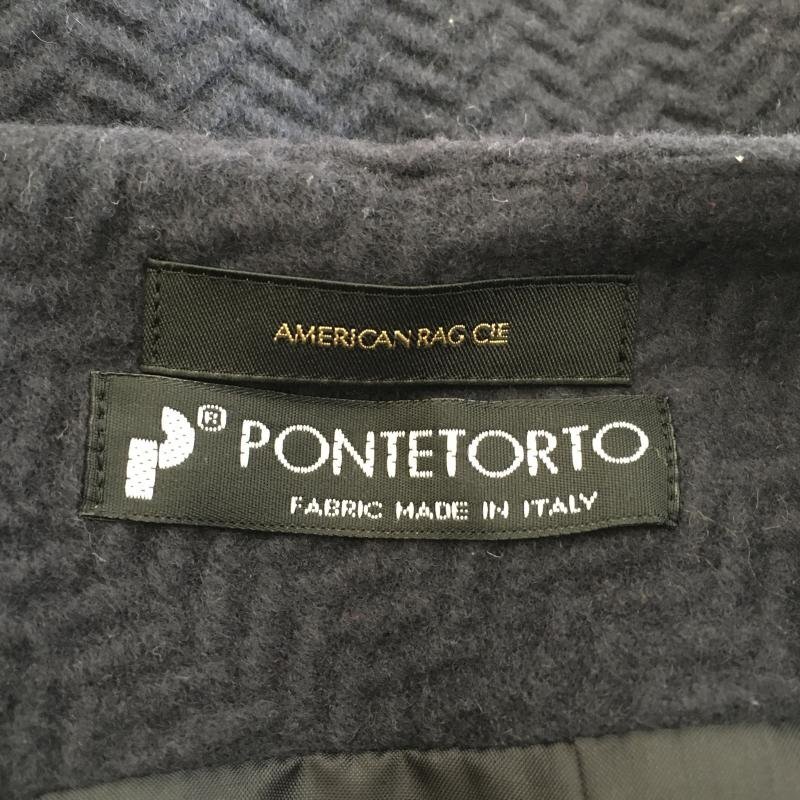 AMERICAN RAG CIE
P® PONTETORTO
FABRIC MADE IN ITALY